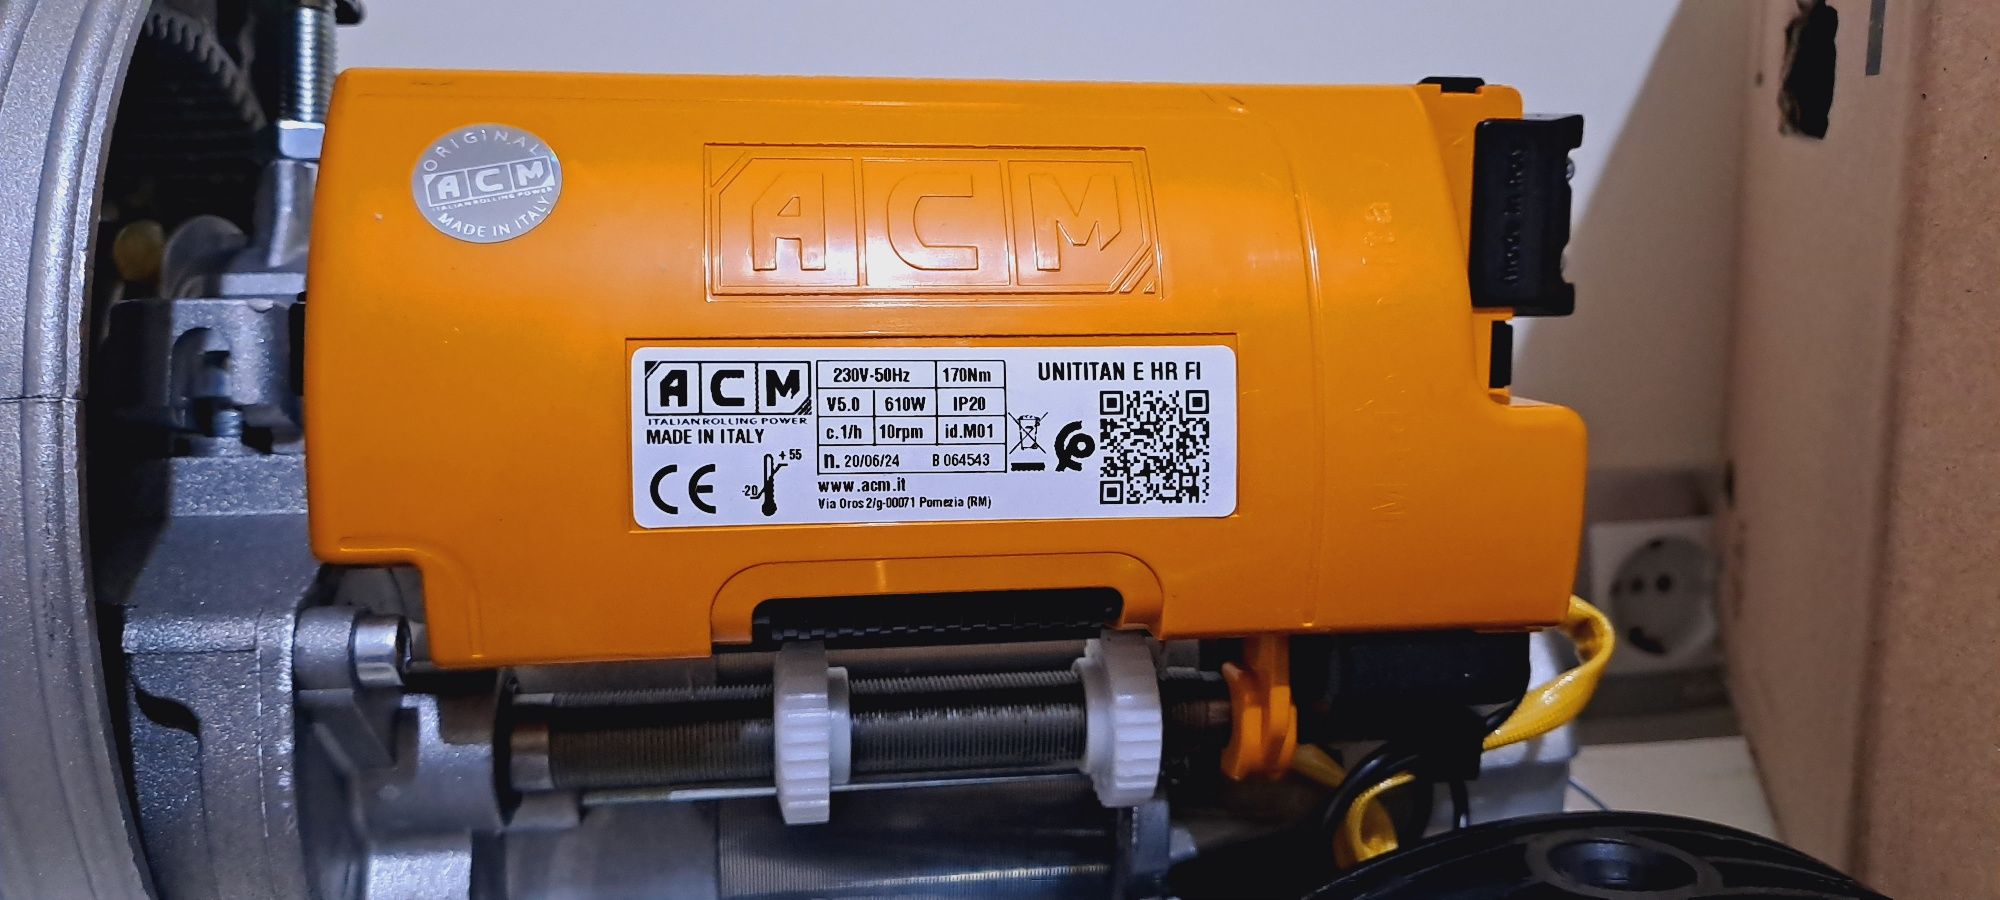 ORIGINAL
ACM
ITALIAN ROLLING POWER
MADE IN ITALY
ACM
ACM
ITALIAN ROLLING POWER
MADE IN ITALY
CE
+55
-20
230V-50Hz 170Nm
V5.0 610W IP20
c.1/h 10rpm id.M01
n. 20/06/24 B 064543
www.acm.it
Via Oros 2/g-00071 Pomezia (RM)
UNITITAN E HR FI